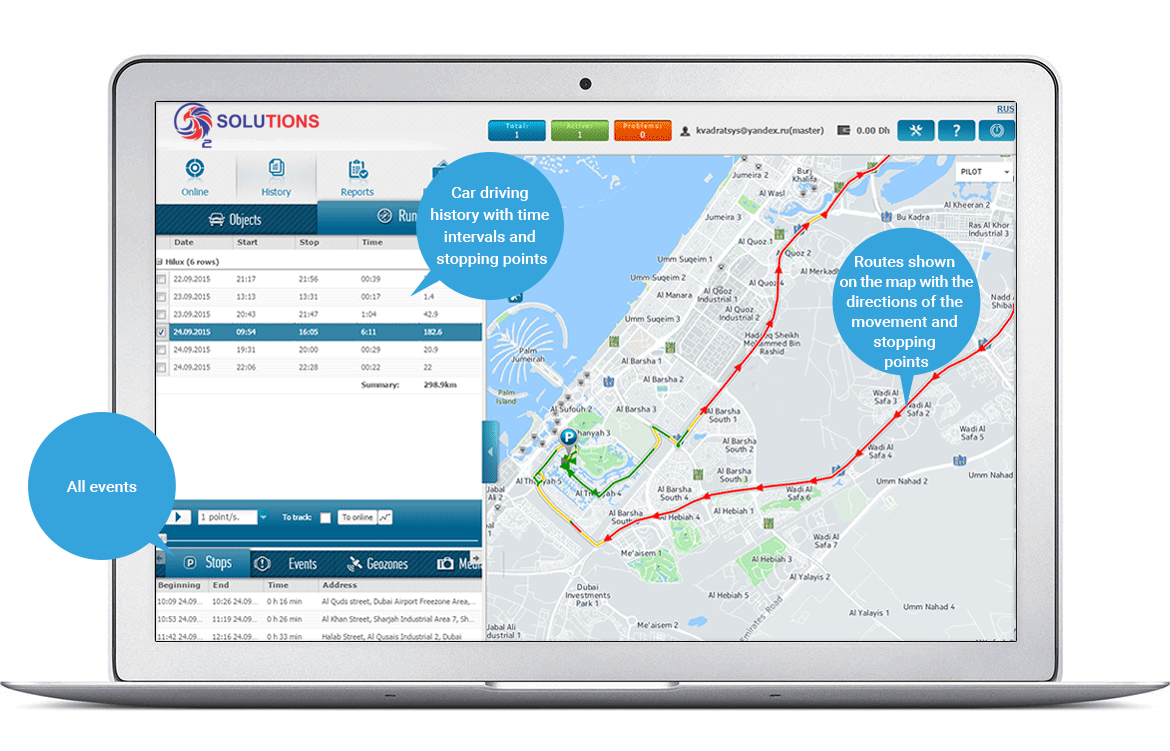 SOLUTIONS
2
RUS
Total:
1
Active:
1
Problems:
0
kvadratsys@yandex.ru(master)
0.00 Dh
?
Online
History
Reports
Objects
Run
Date Start Stop Time
Hilux (6 rows)
22.09.2015 21:17 21:56 00:39
23.09.2015 13:13 13:31 00:17 1.4
23.09.2015 20:43 21:47 1:04 42.9
24.09.2015 09:54 16:05 6:11 182.6
24.09.2015 19:31 20:00 00:29 20.9
24.09.2015 22:06 22:28 00:22 22
Summary: 298.9km
Car driving
history with time
intervals and
stopping points
All events
1 point/s.
To track:
To online
P Stops
Events
Geozones
Beginning End Time Address
10:09 24.09... 10:26 24.09... 0 h 16 min Al Quds street, Dubai Airport Freezone Area,...
10:53 24.09... 11:19 24.09... 0 h 26 min Al Khan Street, Sharjah Industrial Area 7, Sh...
11:42 24.09... 12:16 24.09... 0 h 33 min Halab Street, Al Qusais Industrial 2, Dubai
PILOT
Routes shown
on the map with the
directions of the
movement and
stopping
points
Jumeira 2
Burj
Khalifa
Al Wasl
Jumeira 3
Al Kheeran 2
Bu Kadra
Ras Al Khor
Industrial 3
Al Quoz 1
Al Quoz 2
Umm Suqeim 1
Umm Suqeim 2
Al Quoz 4
Al Manara
Al Quoz
Industrial 1
Al Quoz
Industrial 2
Umm Suqeim 3
Hadaeq Sheikh
Mohammed Bin
Rashid
Palm
Jumeirah
Al Barsha 1
Al Barsha 2
Palm
Island
Al Sufouh 2
Al Barsha 3
Al Barsha
South 1
Wadi Al
Safa 3
Wadi Al
Safa 2
Wadi Al
Safa 5
P
Al Barsha
South 2
Wadi Al
Safa 4
Al Barsha
South 3
Umm Nahad
Umm Nahad 2
Jabal
Ali 2
Al Thanyah 5
Al Thanyah 4
Al Barsha
South 4
Wadi Al
Safa 6
Al Hebiah 4
Al Hebiah 1
Wadi Al
Safa 7
Me'aisem 1
Al Hebiah 3
Al Yalayis 2
Dubai
Investments
Park 1
Al Hebiah 5
Umm Nahad 4
Al Yalayis 1
Me'aisem 2
Emirates Road
Jabal Ali
dustrial 1